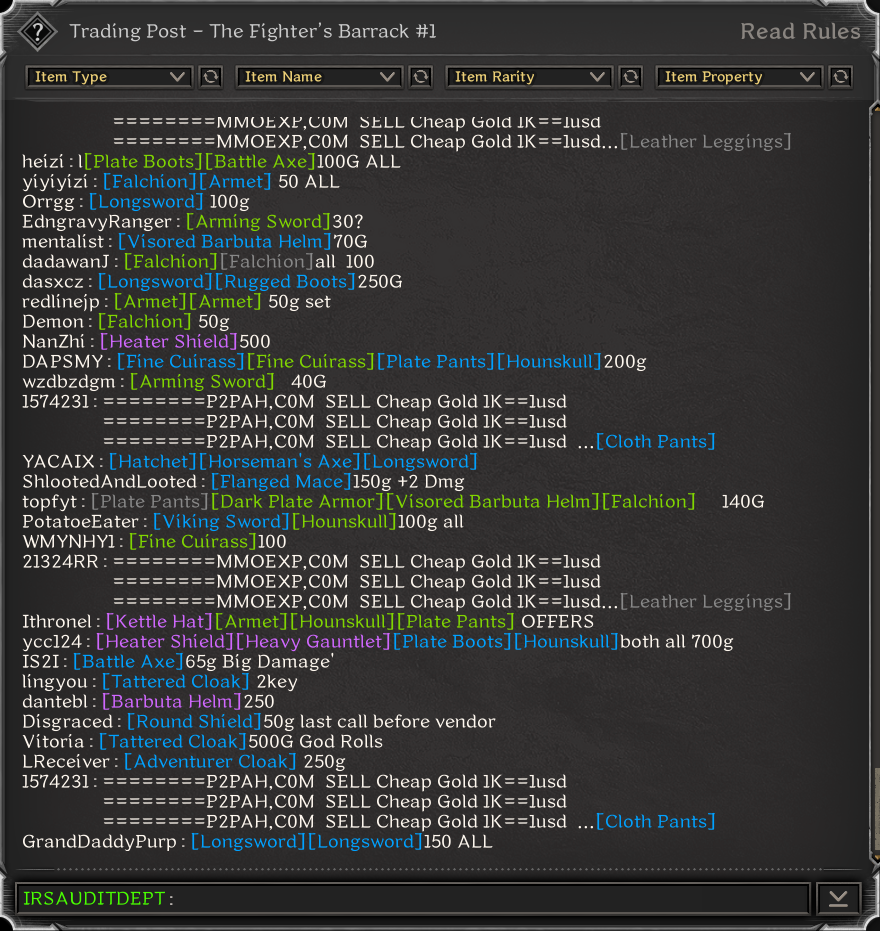 Trading Post - The Fighter's Barrack #1
Read Rules
Item Type
Item Name
Item Rarity
Item Property
========MMOEXP,C0M SELL Cheap Gold 1K==1usd
========MMOEXP,C0M SELL Cheap Gold 1K==1usd...[Leather Leggings]
heizi : l[Plate Boots][Battle Axe]100G ALL
yiyiyizi : [Falchion][Armet] 50 ALL
Orrgg : [Longsword] 100g
EdngravyRanger : [Arming Sword]30?
mentalist : [Visored Barbuta Helm]70G
dadawanJ : [Falchion][Falchion]all 100
dasxcz : [Longsword][Rugged Boots]250G
redlinejp : [Armet][Armet] 50g set
Demon : [Falchion] 50g
NanZhi : [Heater Shield]500
DAPSMY : [Fine Cuirass][Fine Cuirass][Plate Pants][Hounskull]200g
wzdbzdgm : [Arming Sword] 40G
1574231 : ========P2PAH,C0M SELL Cheap Gold 1K==1usd
========P2PAH,C0M SELL Cheap Gold 1K==1usd
========P2PAH,C0M SELL Cheap Gold 1K==1usd ...[Cloth Pants]
YACAIX : [Hatchet][Horseman's Axe][Longsword]
ShlootedAndLooted : [Flanged Mace]150g +2 Dmg
topfyt : [Plate Pants][Dark Plate Armor][Visored Barbuta Helm][Falchion] 140G
PotatoeEater : [Viking Sword][Hounskull]100g all
WMYNHY1 : [Fine Cuirass]100
21324RR : ========MMOEXP,C0M SELL Cheap Gold 1K==1usd
========MMOEXP,C0M SELL Cheap Gold 1K==1usd
========MMOEXP,C0M SELL Cheap Gold 1K==1usd...[Leather Leggings]
Ithronel : [Kettle Hat][Armet][Hounskull][Plate Pants] OFFERS
ycc124 : [Heater Shield][Heavy Gauntlet][Plate Boots][Hounskull]both all 700g
IS2I : [Battle Axe]65g Big Damage'
lingyou : [Tattered Cloak] 2key
dantebl : [Barbuta Helm]250
Disgraced : [Round Shield]50g last call before vendor
Vitoria : [Tattered Cloak]500G God Rolls
LReceiver : [Adventurer Cloak] 250g
1574231 : ========P2PAH,C0M SELL Cheap Gold 1K==1usd
========P2PAH,C0M SELL Cheap Gold 1K==1usd
========P2PAH,C0M SELL Cheap Gold 1K==1usd ...[Cloth Pants]
GrandDaddyPurp : [Longsword][Longsword]150 ALL
IRSAUDITDEPT :